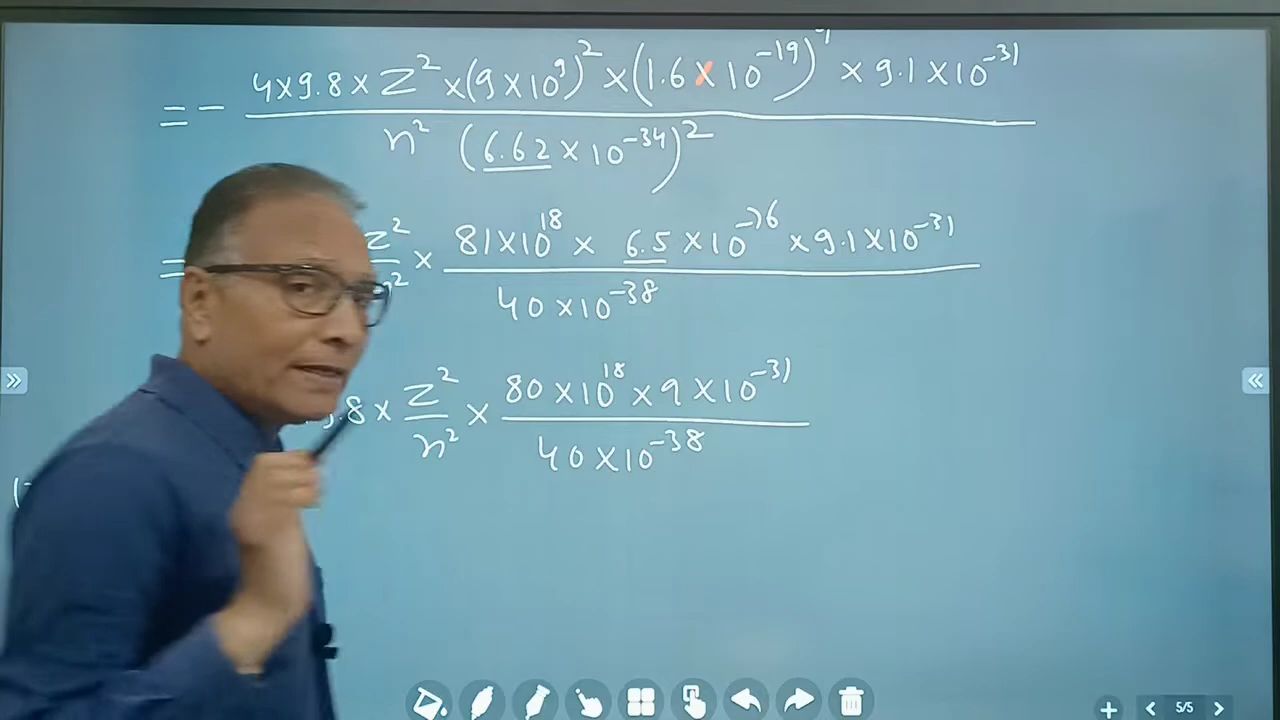 = - 4×9.8 × Z² ×(9×10⁹)² ×(1.6×10⁻¹⁹)⁴ × 9.1×10⁻³¹
n² (6.62×10⁻³⁴)²
= Z² × 81×10¹⁸ × 6.5×10⁻⁷⁶ ×9.1×10⁻³¹
n² 40×10⁻³⁸
.8 × Z² × 80×10¹⁸ ×9×10⁻³¹
n² 40×10⁻³⁸
5/5